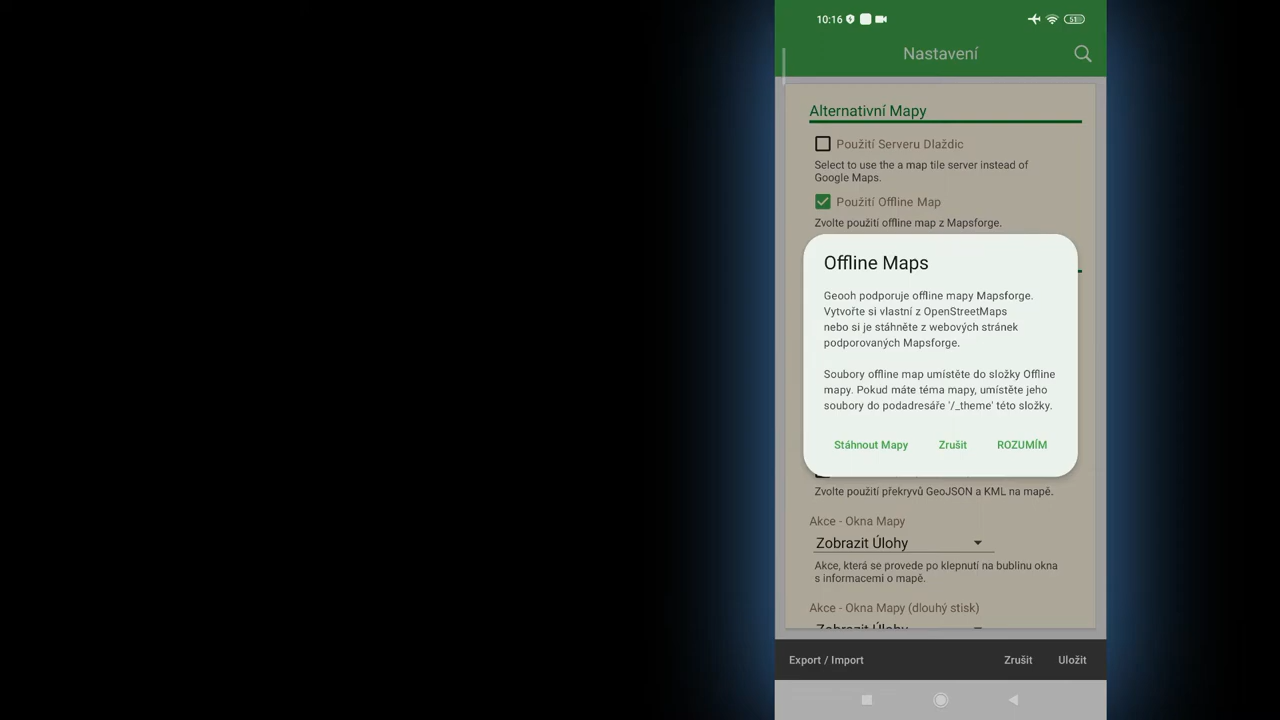 10:16
51
Nastavení
Alternativní Mapy
Použití Serveru Dlaždic
Select to use the a map tile server instead of
Google Maps.
Použití Offline Map
Zvolte použití offline map z Mapsforge.
Offline Maps
Geooh podporuje offline mapy Mapsforge.
Vytvořte si vlastní z OpenStreetMaps
nebo si je stáhněte z webových stránek
podporovaných Mapsforge.
Soubory offline map umístěte do složky Offline
mapy. Pokud máte téma mapy, umístěte jeho
soubory do podadresáře '/_theme' této složky.
Stáhnout Mapy
Zrušit
ROZUMÍM
Zvolte použití překryvů GeoJSON a KML na mapě.
Akce - Okna Mapy
Zobrazit Úlohy
Akce, která se provede po klepnutí na bublinu okna
s informacemi o mapě.
Akce - Okna Mapy (dlouhý stisk)
Zobrazit Úlohy
Export / Import
Zrušit
Uložit